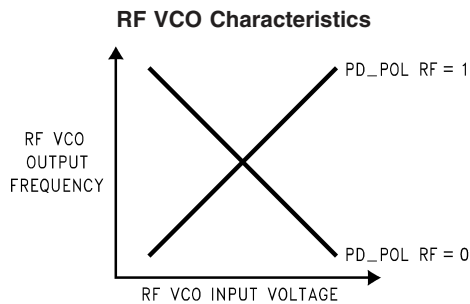 RF VCO Characteristics
PD_POL RF = 1
RF VCO
OUTPUT
FREQUENCY
PD_POL RF = 0
RF VCO INPUT VOLTAGE